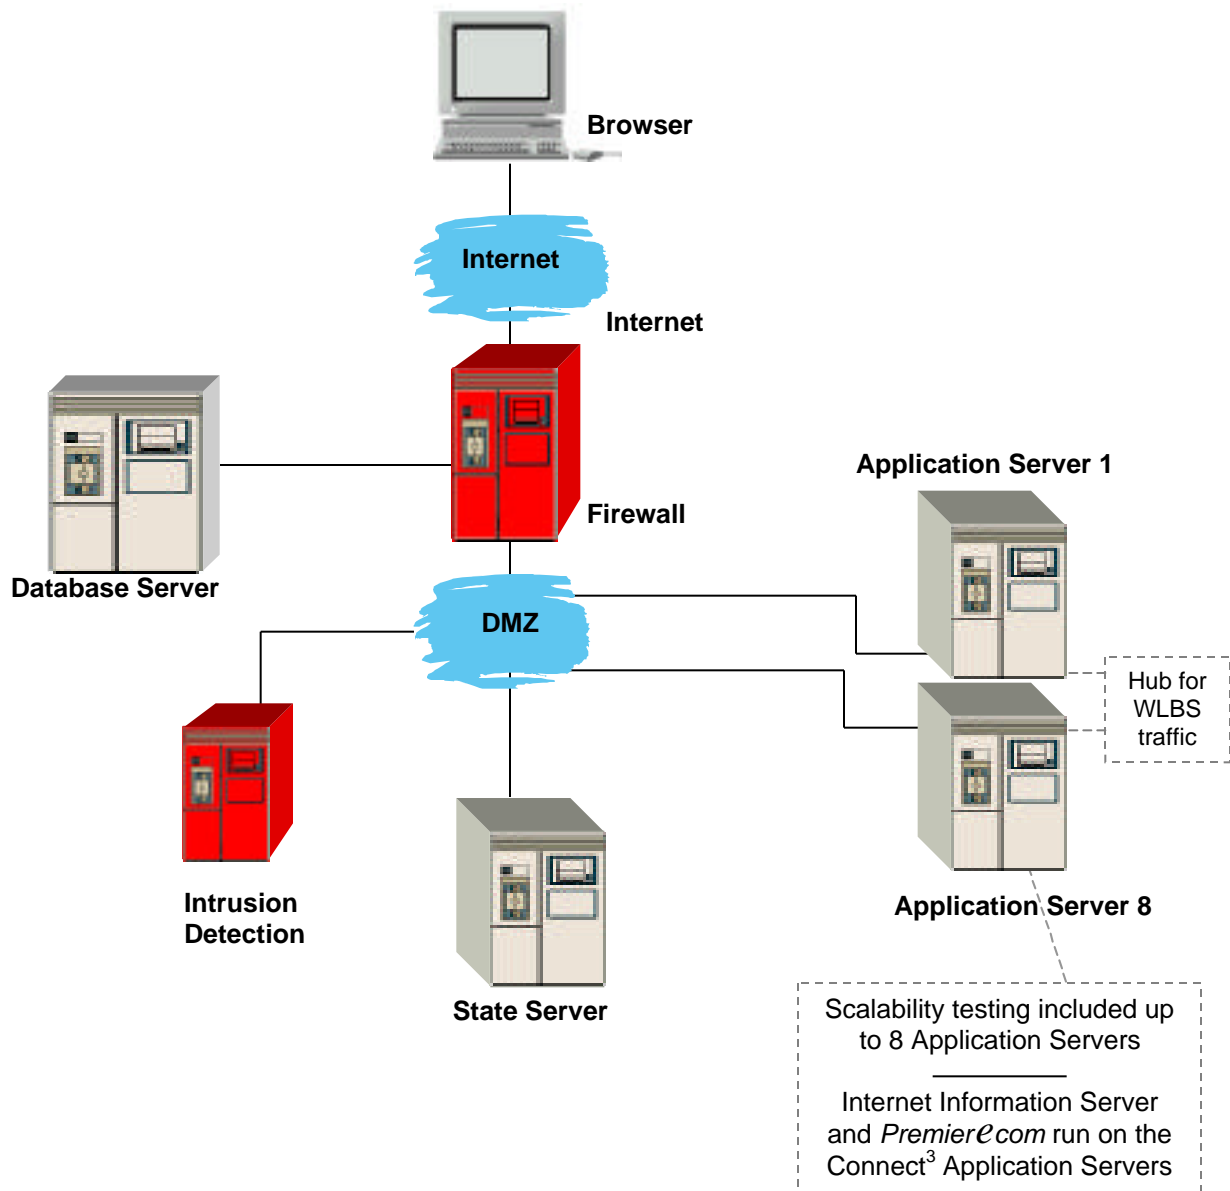 Browser
Internet
Internet
Firewall
Database Server
Application Server 1
DMZ
Hub for
WLBS
traffic
Intrusion
Detection
Application Server 8
State Server
Scalability testing included up
to 8 Application Servers
Internet Information Server
and Premierecom run on the
Connect³ Application Servers